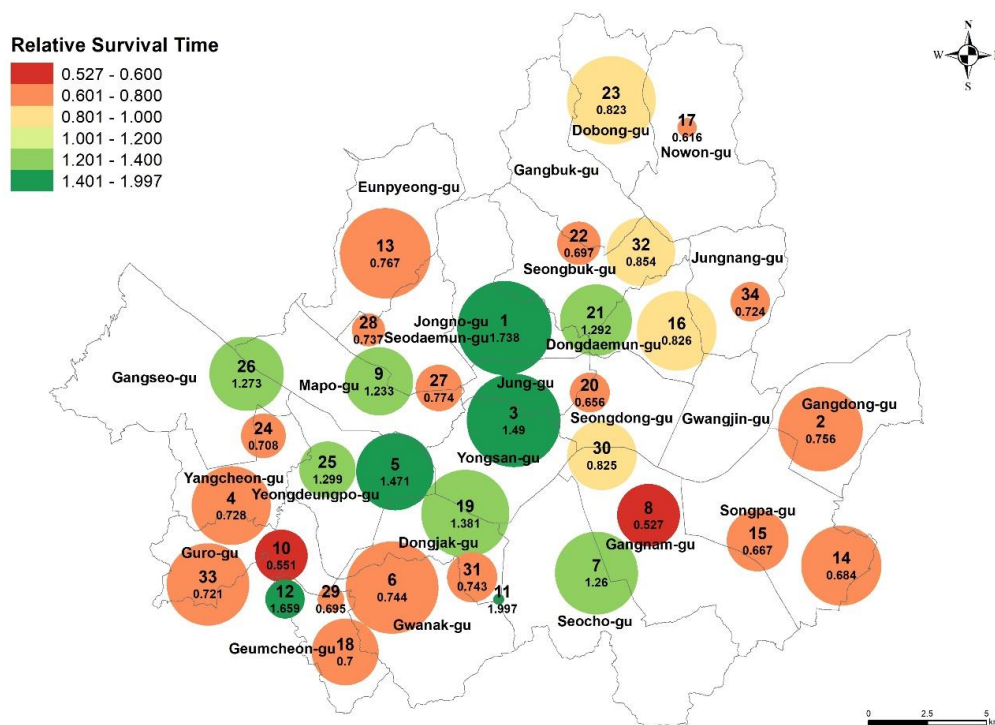 Relative Survival Time
0.527 - 0.600
0.601 - 0.800
0.801 - 1.000
1.001 - 1.200
1.201 - 1.400
1.401 - 1.997
N
W
S
23
0.823
Dobong-gu
17
0.616
Nowon-gu
Gangbuk-gu
Eunpyeong-gu
13
0.767
22
0.697
Seongbuk-gu
32
0.854
Jungnang-gu
34
0.724
28
0.737
Jongno-gu
Seodaemun-gu
1
1.738
21
1.292
Dongdaemun-gu
16
0.826
26
1.273
Gangseo-gu
Mapo-gu
9
1.233
27
0.774
Jung-gu
3
1.49
Yongsan-gu
20
0.656
Seongdong-gu
Gwangjin-gu
Gangdong-gu
2
0.756
24
0.708
25
1.299
Yeongdeungpo-gu
5
1.471
30
0.825
Yangcheon-gu
4
0.728
19
1.381
Dongjak-gu
8
0.527
Gangnam-gu
Songpa-gu
15
0.667
14
0.684
Guro-gu
33
0.721
10
0.551
12
1.659
29
0.695
6
0.744
Gwanak-gu
31
0.743
11
1.997
7
1.26
Seocho-gu
Geumcheon-gu
18
0.7
0 2.5 5